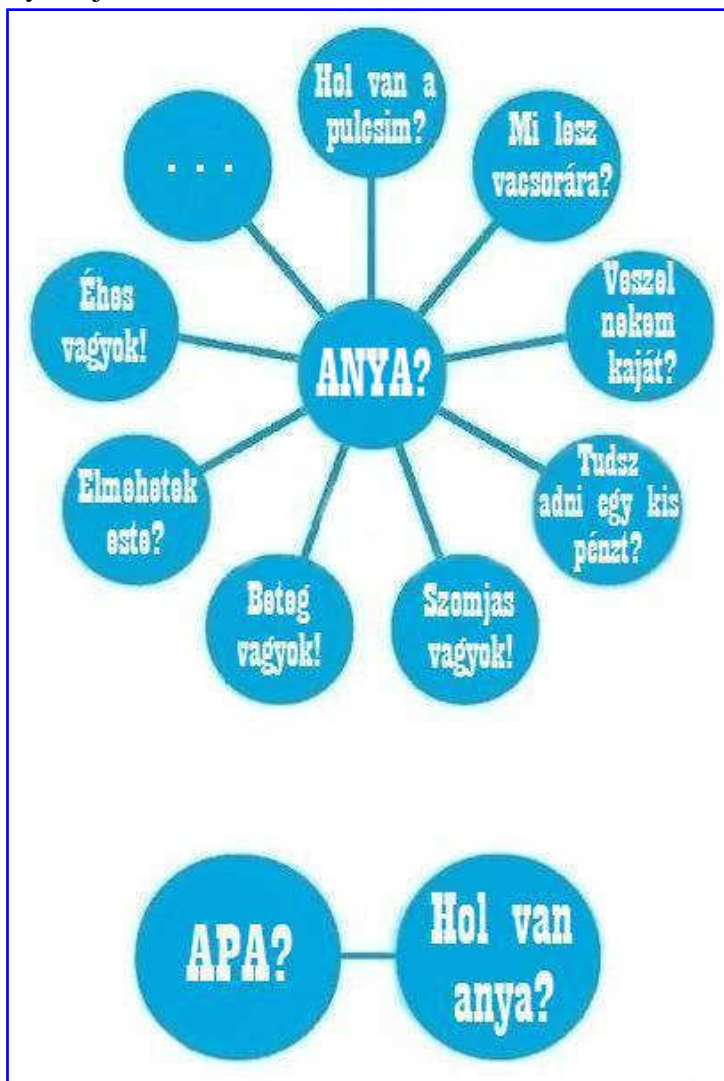 Hol van a
pulcsim?
Mi lesz
vacsorára?
. . .
Éhes
vagyok!
ANYA?
Veszel
nekem
kaját?
Elmehetek
este?
Tudsz
adni egy kis
pénzt?
Beteg
vagyok!
Szomjas
vagyok!
APA?
Hol van
anya?